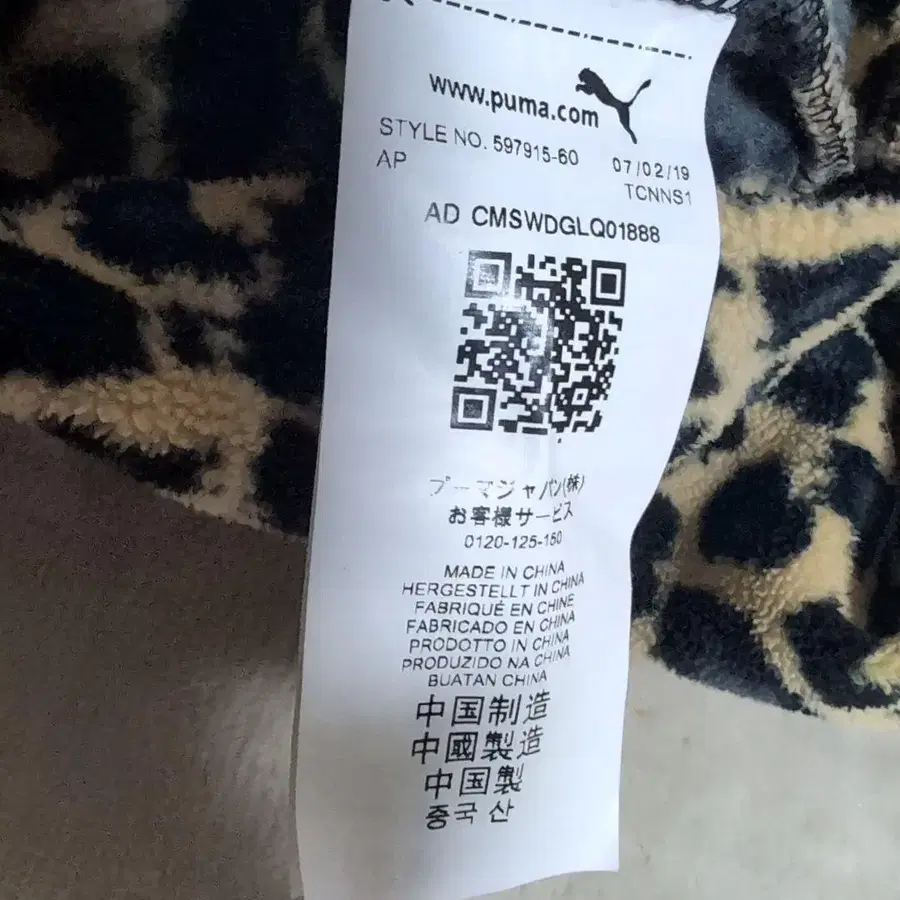 www.puma.com
STYLE NO. 597915-60 07/02/19
AP TCNNS1
AD CMSWDGLQ01888
プーマジャパン(株)
お客様サービス
0120-125-150
MADE IN CHINA
HERGESTELLT IN CHINA
FABRIQUÉ EN CHINE
FABRICADO EN CHINA
PRODOTTO IN CHINA
PRODUZIDO NA CHINA
BUATAN CHINA
中国制造
中國製造
中国製
중국 산